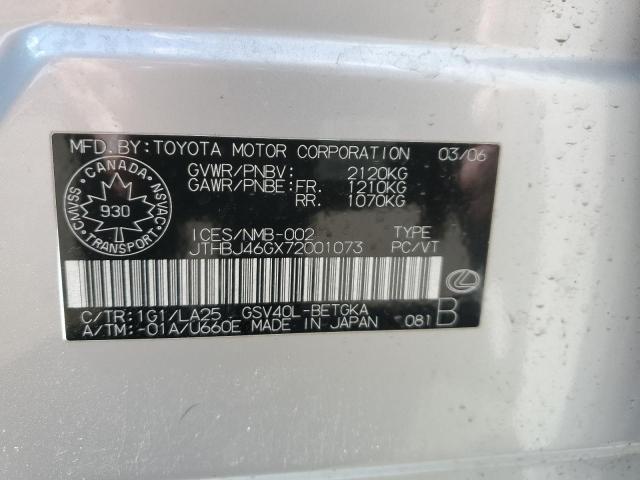 MFD. BY: TOYOTA MOTOR CORPORATION 03/06
GVWR/PNBV: 2120KG
GAWR/PNBE: FR. 1210KG
RR. 1070KG
CANADA
CMVSS
NSVAC
930
TRANSPORT
ICES/NMB-002 TYPE
JTHBJ46GX72001073 PC/VT
C/TR: 1G1/LA25 GSV40L-BETGKA
A/TM: -01A/U660E MADE IN JAPAN 081 B